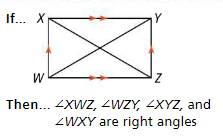 If... X Y
W Z
Then... ∠XWZ, ∠WZY, ∠XYZ, and
∠WXY are right angles